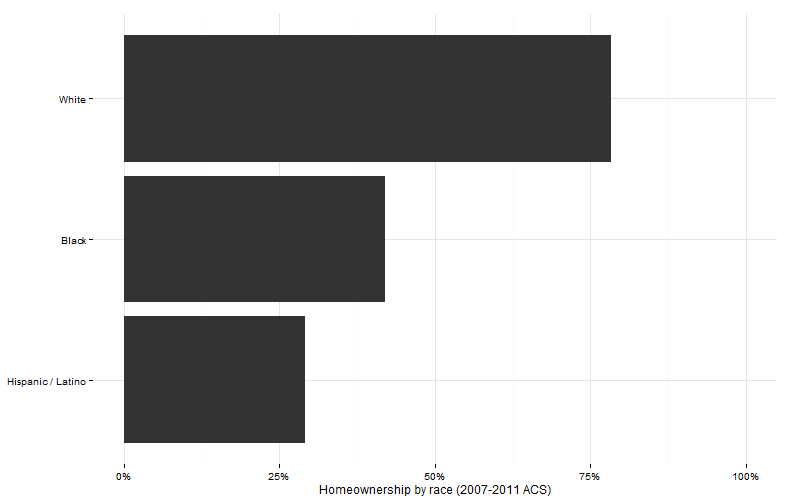 White
Black
Hispanic / Latino
0% 25% 50% 75% 100%
Homeownership by race (2007-2011 ACS)